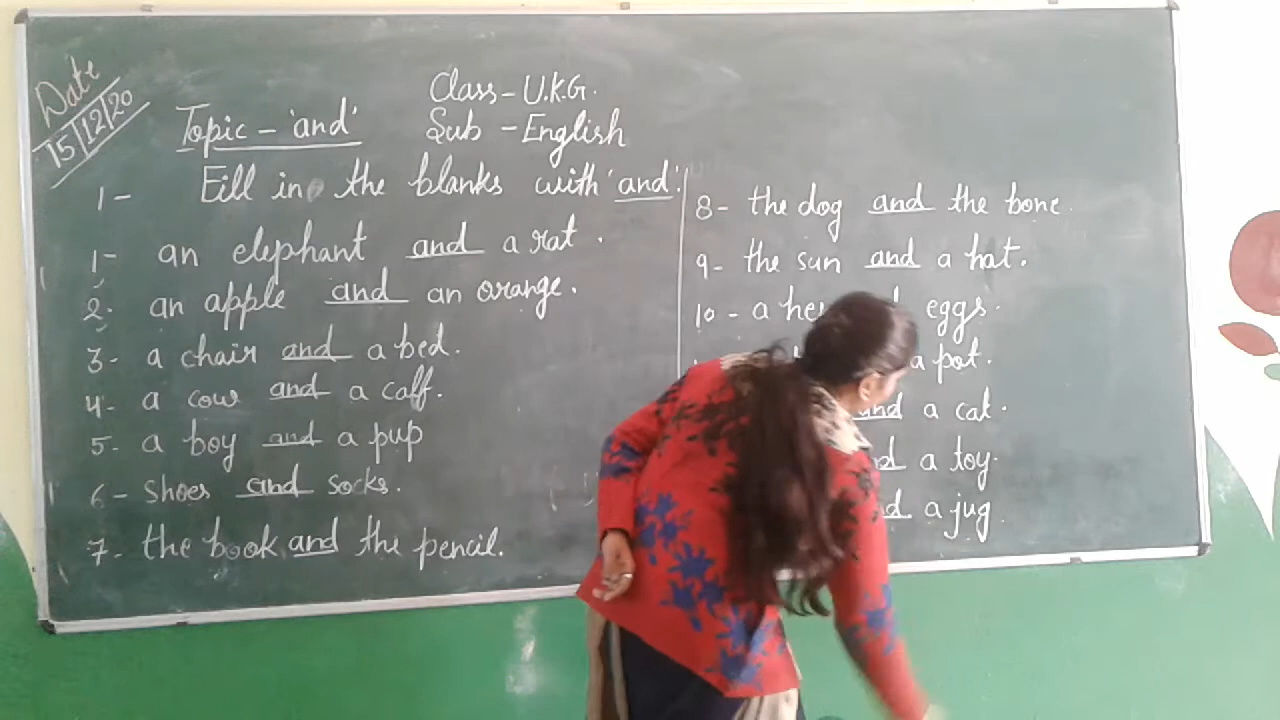 Date
15/12/20
Class - U.K.G.
Topic - 'and'
Sub - English
1- Fill in the blanks with 'and'.
1- an elephant and a rat.
2. an apple and an orange.
3- a chair and a bed.
4- a cow and a calf.
5- a boy and a pup
6- Shoes and socks.
7- the book and the pencil.
8- the dog and the bone.
9- the sun and a hat.
10- a eggs.
a pot.
and a cat.
a toy.
a jug